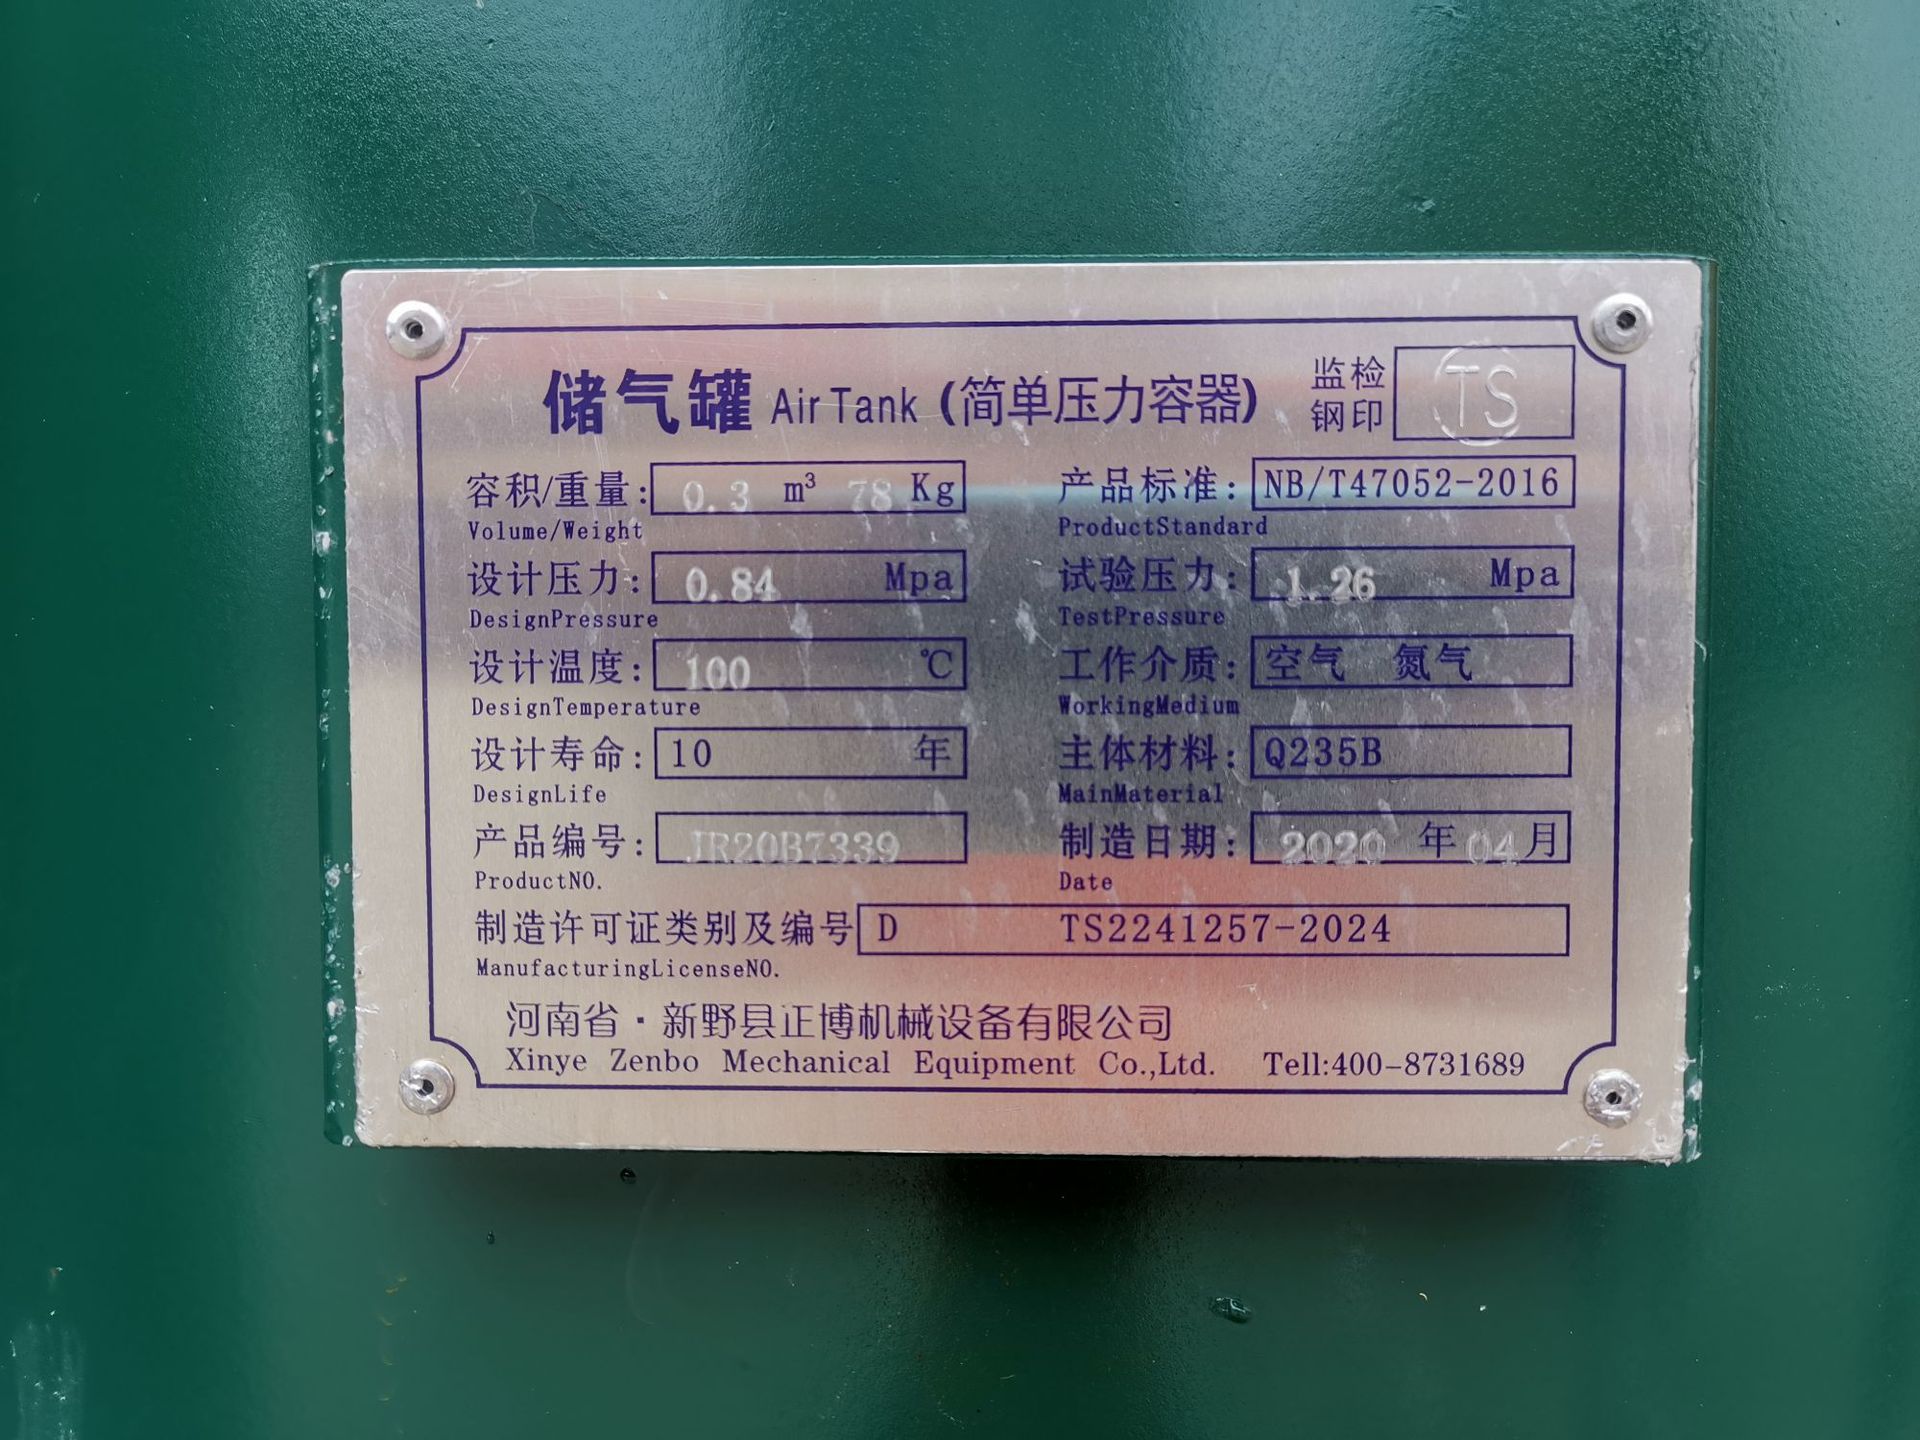 储气罐 Air Tank (简单压力容器) 监检钢印 TS
容积/重量: 0.3 m³ 78 Kg 产品标准: NB/T47052-2016
Volume/Weight ProductStandard
设计压力: 0.84 Mpa 试验压力: 1.26 Mpa
DesignPressure TestPressure
设计温度: 100 ℃ 工作介质: 空气 氮气
DesignTemperature WorkingMedium
设计寿命: 10 年 主体材料: Q235B
DesignLife MainMaterial
产品编号: JR20B7339 制造日期: 2020 年 04 月
ProductNO. Date
制造许可证类别及编号 D TS2241257-2024
ManufacturingLicenseNO.
河南省·新野县正博机械设备有限公司
Xinye Zenbo Mechanical Equipment Co.,Ltd. Tell:400-8731689